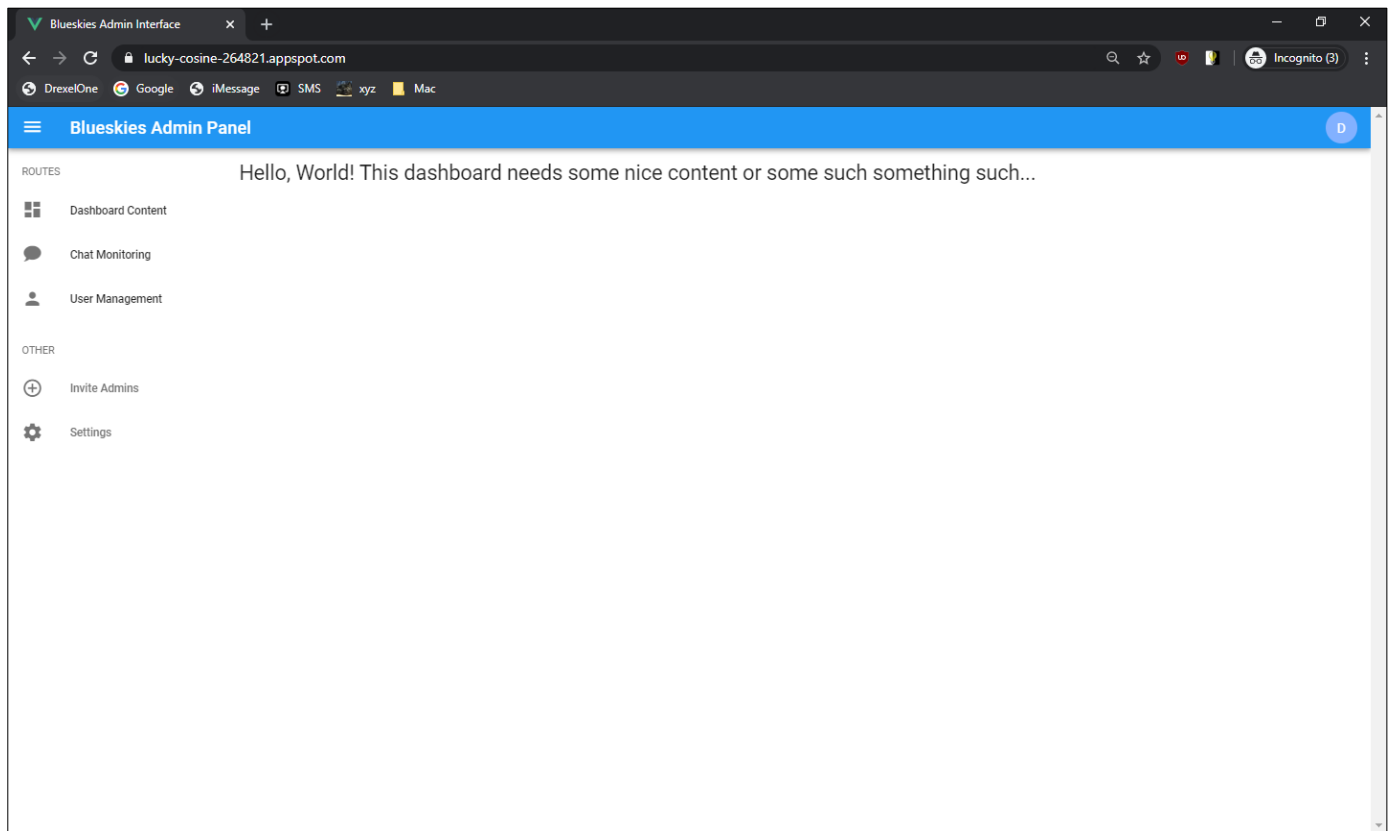 Blueskies Admin Interface
lucky-cosine-264821.appspot.com
Incognito (3)
DrexelOne Google iMessage SMS xyz Mac
Blueskies Admin Panel
D
ROUTES
Hello, World! This dashboard needs some nice content or some such something such...
Dashboard Content
Chat Monitoring
User Management
OTHER
Invite Admins
Settings